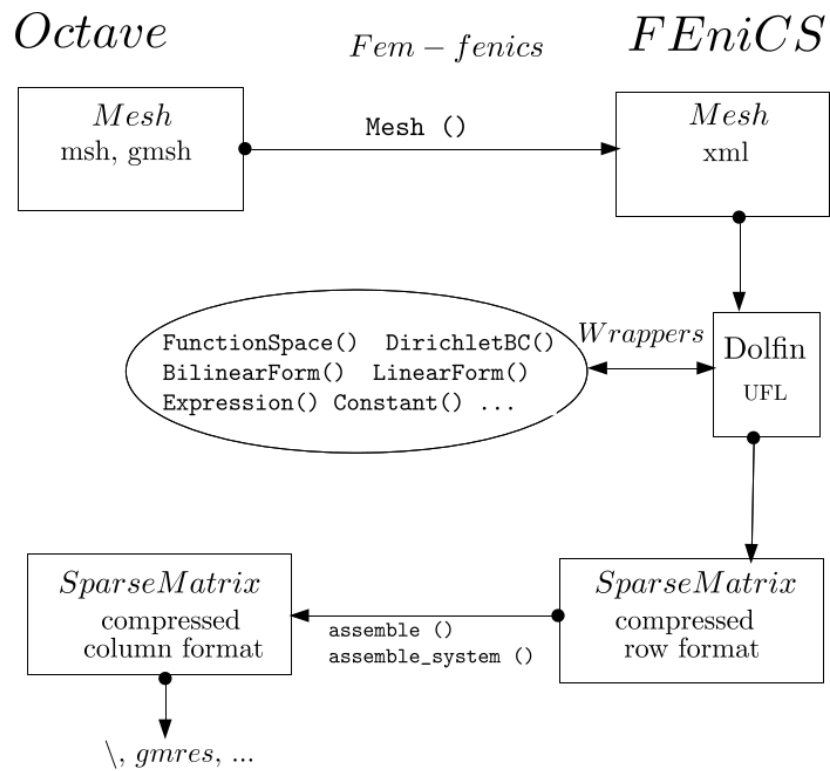 Octave
Fem – fenics
FEniCS
Mesh
msh, gmsh
Mesh ()
Mesh
xml
FunctionSpace() DirichletBC()
BilinearForm() LinearForm()
Expression() Constant() ...
Wrappers
Dolfin
UFL
SparseMatrix
compressed
column format
assemble ()
assemble_system ()
SparseMatrix
compressed
row format
\, gmres, ...